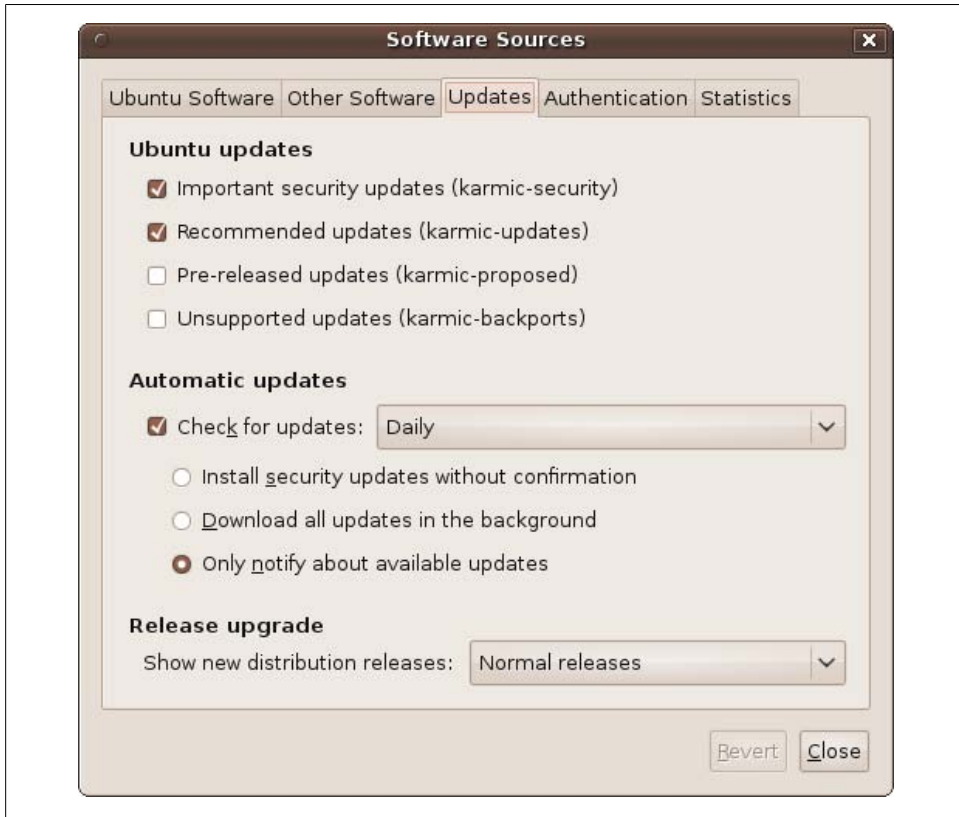 Software Sources
Ubuntu Software Other Software Updates Authentication Statistics
Ubuntu updates
Important security updates (karmic-security)
Recommended updates (karmic-updates)
Pre-released updates (karmic-proposed)
Unsupported updates (karmic-backports)
Automatic updates
Check for updates: Daily
Install security updates without confirmation
Download all updates in the background
Only notify about available updates
Release upgrade
Show new distribution releases: Normal releases
Revert Close